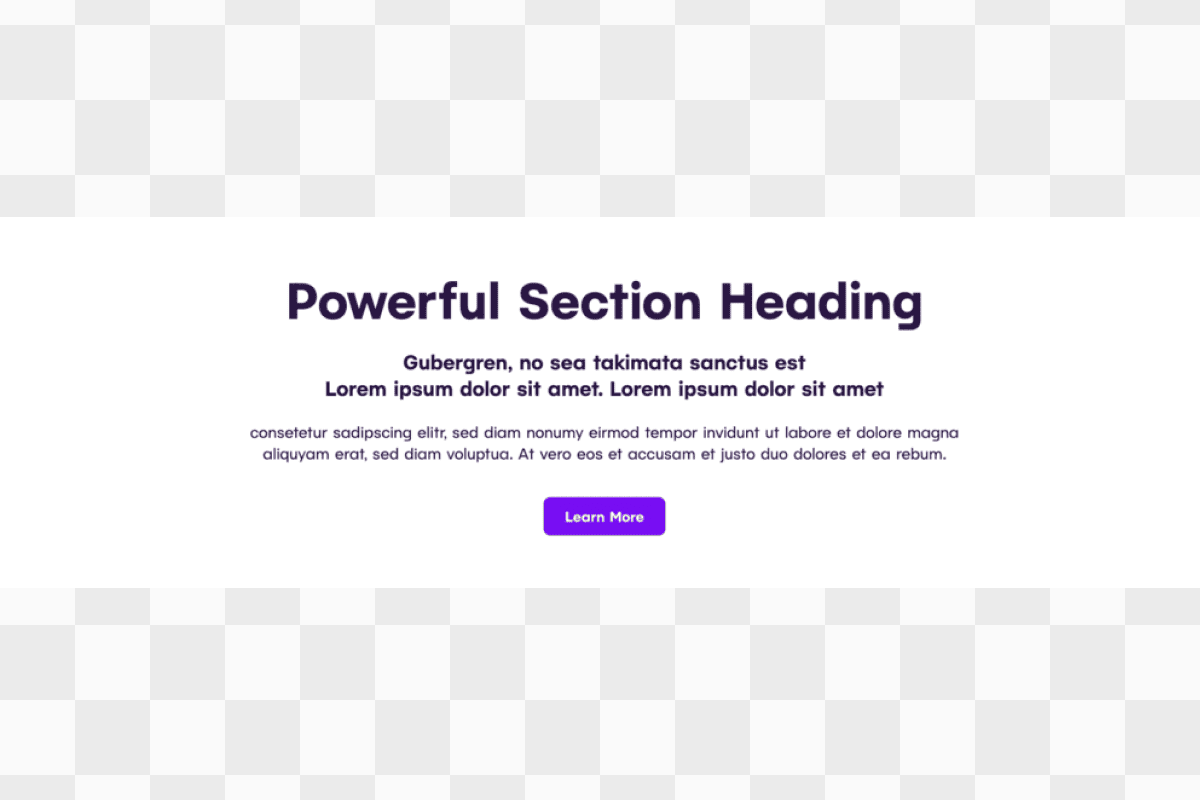 Powerful Section Heading
Gubergren, no sea takimata sanctus est
Lorem ipsum dolor sit amet. Lorem ipsum dolor sit amet
consetetur sadipscing elitr, sed diam nonumy eirmod tempor invidunt ut labore et dolore magna
aliquyam erat, sed diam voluptua. At vero eos et accusam et justo duo dolores et ea rebum.
Learn More